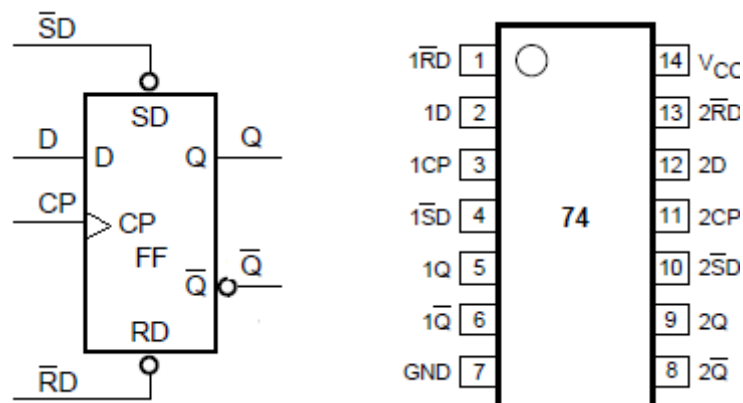 S̅D
SD
D
D
Q
Q
CP
CP
FF
Q̅
Q̅
RD
R̅D
1R̅D 1
14 VCC
1D 2
13 2R̅D
1CP 3
12 2D
1S̅D 4
74
11 2CP
1Q 5
10 2S̅D
1Q̅ 6
9 2Q
GND 7
8 2Q̅